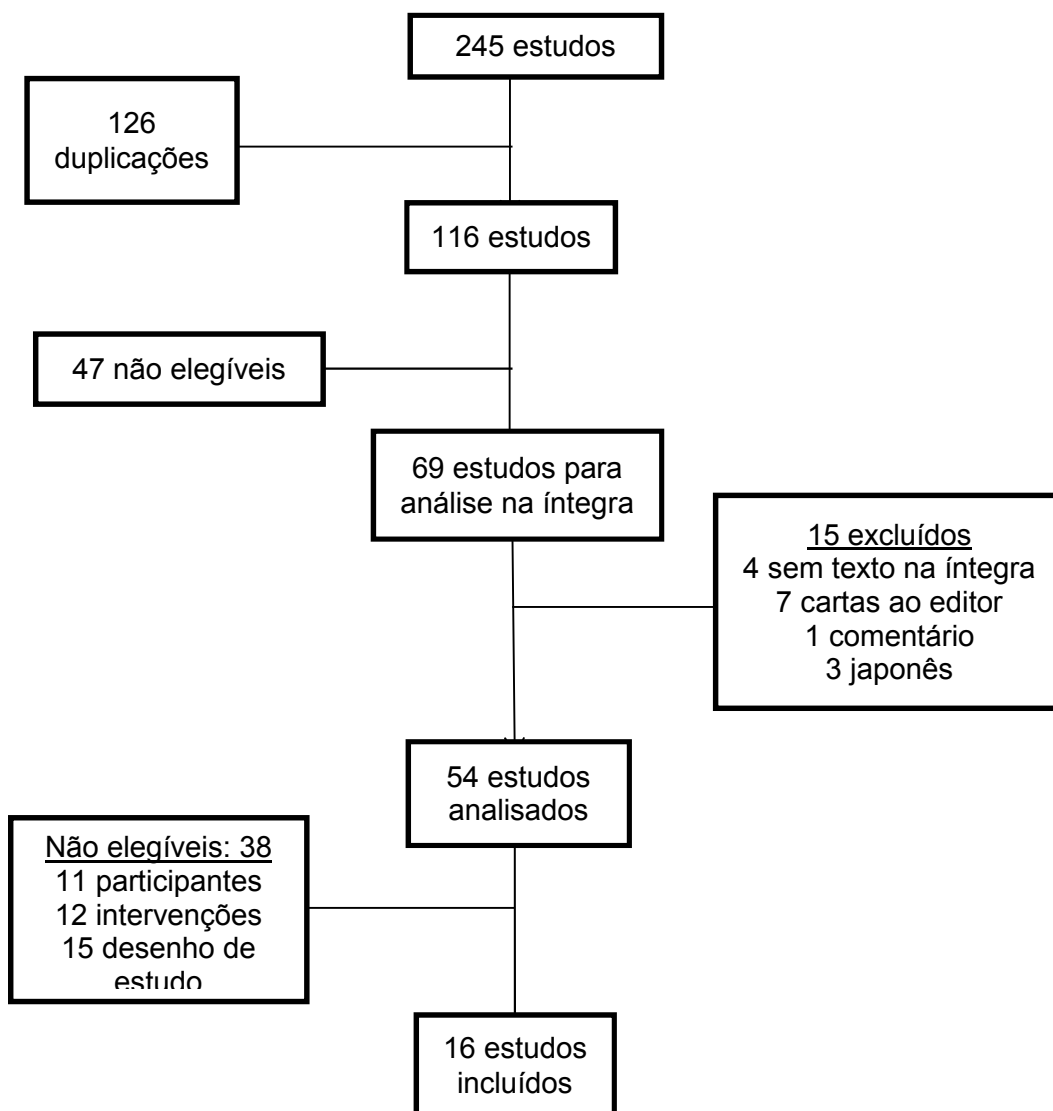 245 estudos
126
duplicações
116 estudos
47 não elegíveis
69 estudos para
análise na íntegra
15 excluídos
4 sem texto na íntegra
7 cartas ao editor
1 comentário
3 japonês
54 estudos
analisados
Não elegíveis: 38
11 participantes
12 intervenções
15 desenho de
estudo
16 estudos
incluídos